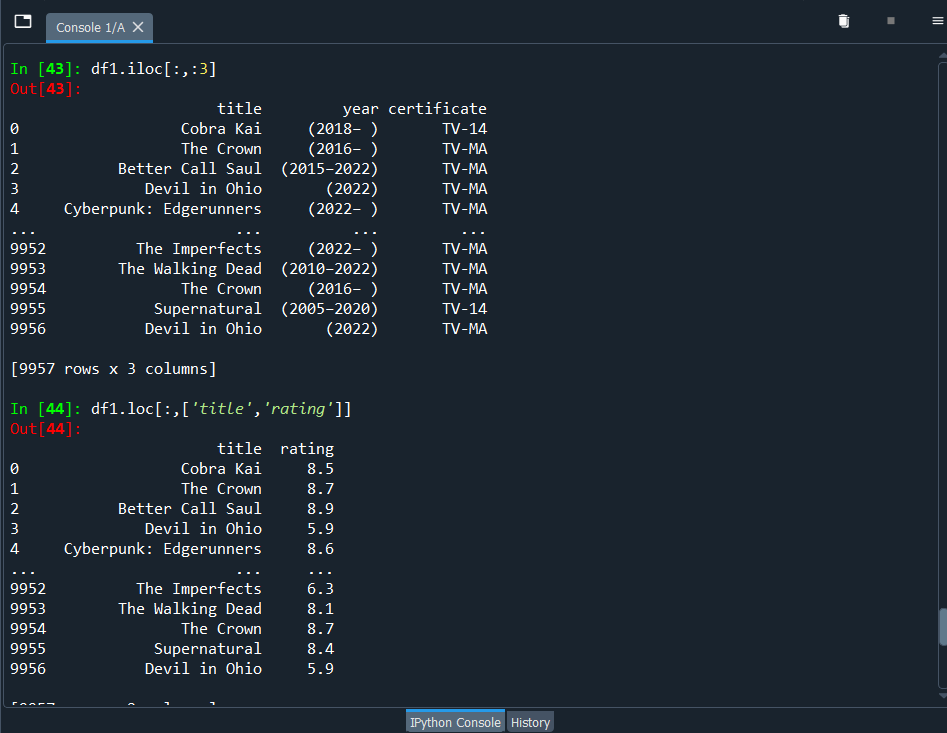 Console 1/A
In [43]: df1.iloc[:,:3]
Out[43]:
title year certificate
0 Cobra Kai (2018– ) TV-14
1 The Crown (2016– ) TV-MA
2 Better Call Saul (2015–2022) TV-MA
3 Devil in Ohio (2022) TV-MA
4 Cyberpunk: Edgerunners (2022– ) TV-MA
... ... ... ...
9952 The Imperfects (2022– ) TV-MA
9953 The Walking Dead (2010–2022) TV-MA
9954 The Crown (2016– ) TV-MA
9955 Supernatural (2005–2020) TV-14
9956 Devil in Ohio (2022) TV-MA
[9957 rows x 3 columns]
In [44]: df1.loc[:,['title','rating']]
Out[44]:
title rating
0 Cobra Kai 8.5
1 The Crown 8.7
2 Better Call Saul 8.9
3 Devil in Ohio 5.9
4 Cyberpunk: Edgerunners 8.6
... ... ...
9952 The Imperfects 6.3
9953 The Walking Dead 8.1
9954 The Crown 8.7
9955 Supernatural 8.4
9956 Devil in Ohio 5.9
IPython Console History